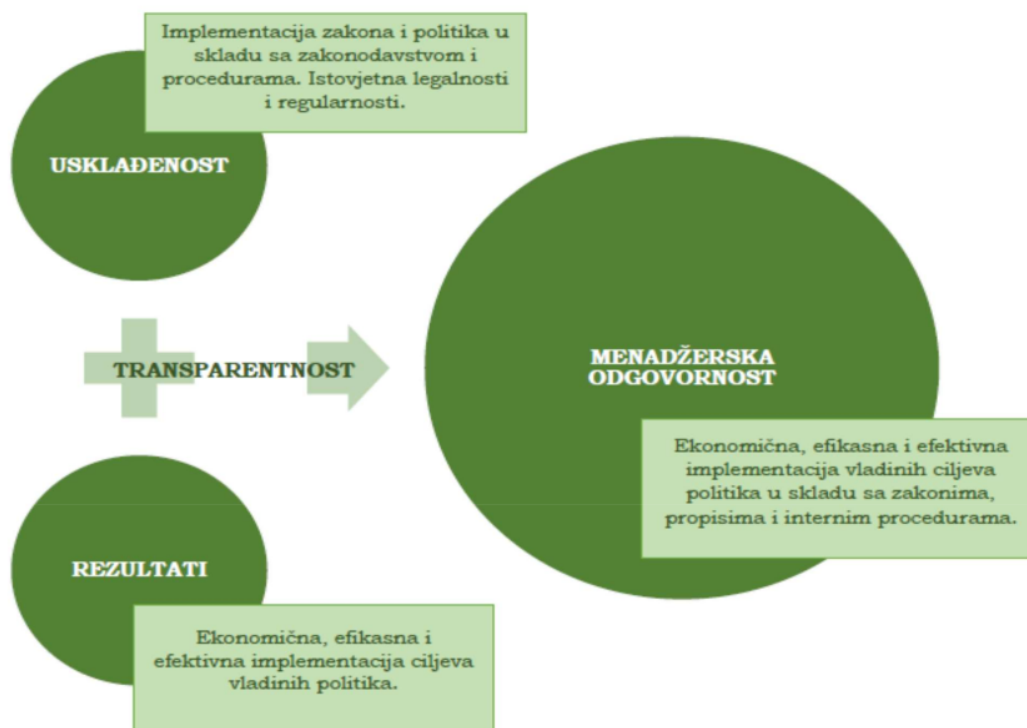 Implementacija zakona i politika u
skladu sa zakonodavstvom i
procedurama. Istovjetna legalnosti
i regularnosti.
USKLAĐENOST
TRANSPARENTNOST
MENADŽERSKA
ODGOVORNOST
Ekonomična, efikasna i efektivna
implementacija vladinih ciljeva
politika u skladu sa zakonima,
propisima i internim procedurama.
REZULTATI
Ekonomična, efikasna i
efektivna implementacija ciljeva
vladinih politika.